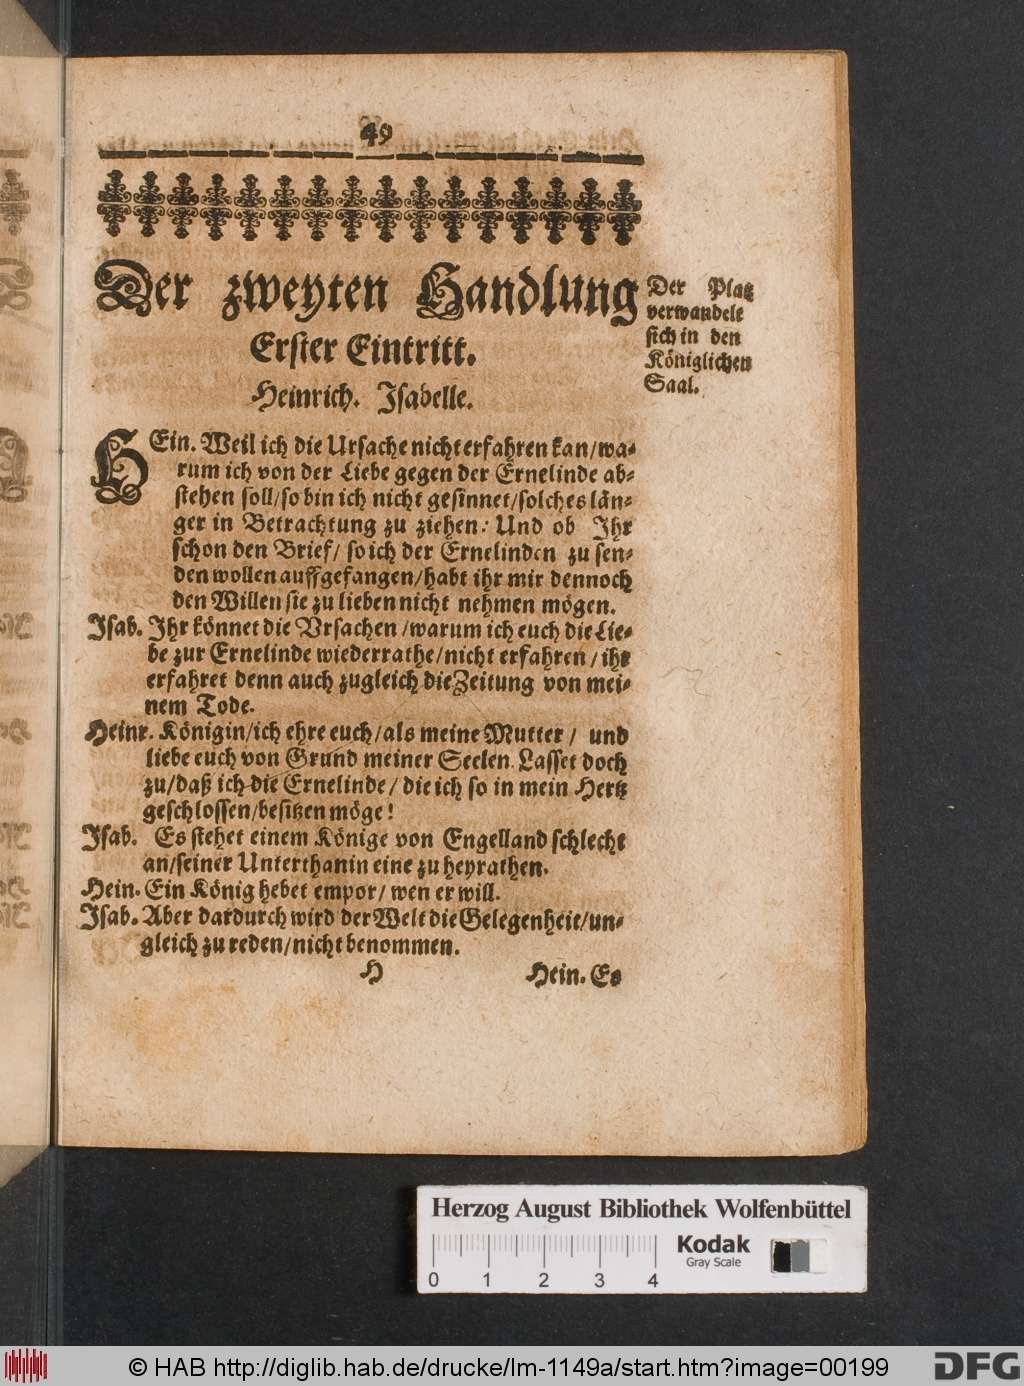 49
Der zweyten Handlung
Erster Eintritt.
Heinrich. Isabelle.
Der Platz
verwandelt
sich in den
Königlichen
Saal.
HEin. Weil ich die Ursache nicht erfahren kan/wa-
rum ich von der Liebe gegen der Ernelinde ab-
stehen soll/so bin ich nicht gesinnet/solches län-
ger in Betrachtung zu ziehen: Und ob Ihr
schon den Brief/ so ich der Ernelinden zu sen-
den wollen auffgefangen/habt ihr mir dennoch
den Willen sie zu lieben nicht nehmen mögen.
Isab. Ihr könnet die Vrsachen/warum ich euch die Lie-
be zur Ernelinde wiederrathe/nicht erfahren/ihr
erfahret denn auch zugleich die Zeitung von mei-
nem Tode.
Heinr. Königin/ich ehre euch/als meine Mutter/ und
liebe euch von Grund meiner Seelen. Lasset doch
zu/daß ich die Ernelinde/ die ich so in mein Hertz
geschlossen/besitzen möge!
Isab. Es stehet einem Könige von Engelland schlecht
an/seiner Unterthanin eine zu heyrathen.
Hein. Ein König hebet empor/ wen er will.
Isab. Aber dardurch wird der Welt die Gelegenheit/un-
gleich zu reden/nicht benommen.
H Hein. Es
Herzog August Bibliothek Wolfenbüttel
Kodak
Gray Scale
0 1 2 3 4
© HAB http://diglib.hab.de/drucke/lm-1149a/start.htm?image=00199
DFG